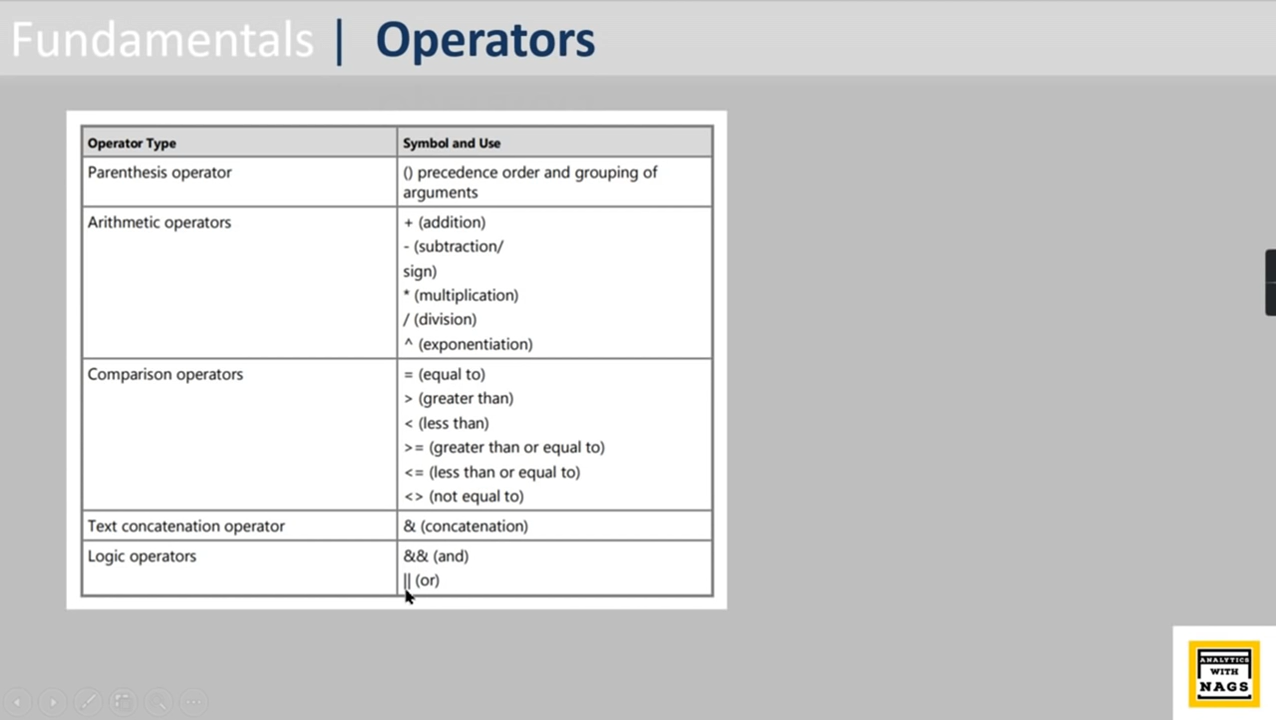 Fundamentals | Operators
Operator Type
Symbol and Use
Parenthesis operator
() precedence order and grouping of
arguments
Arithmetic operators
+ (addition)
- (subtraction/
sign)
* (multiplication)
/ (division)
^ (exponentiation)
Comparison operators
= (equal to)
> (greater than)
< (less than)
>= (greater than or equal to)
<= (less than or equal to)
<> (not equal to)
Text concatenation operator
& (concatenation)
Logic operators
&& (and)
|| (or)
ANALYTICS
WITH
NAGS